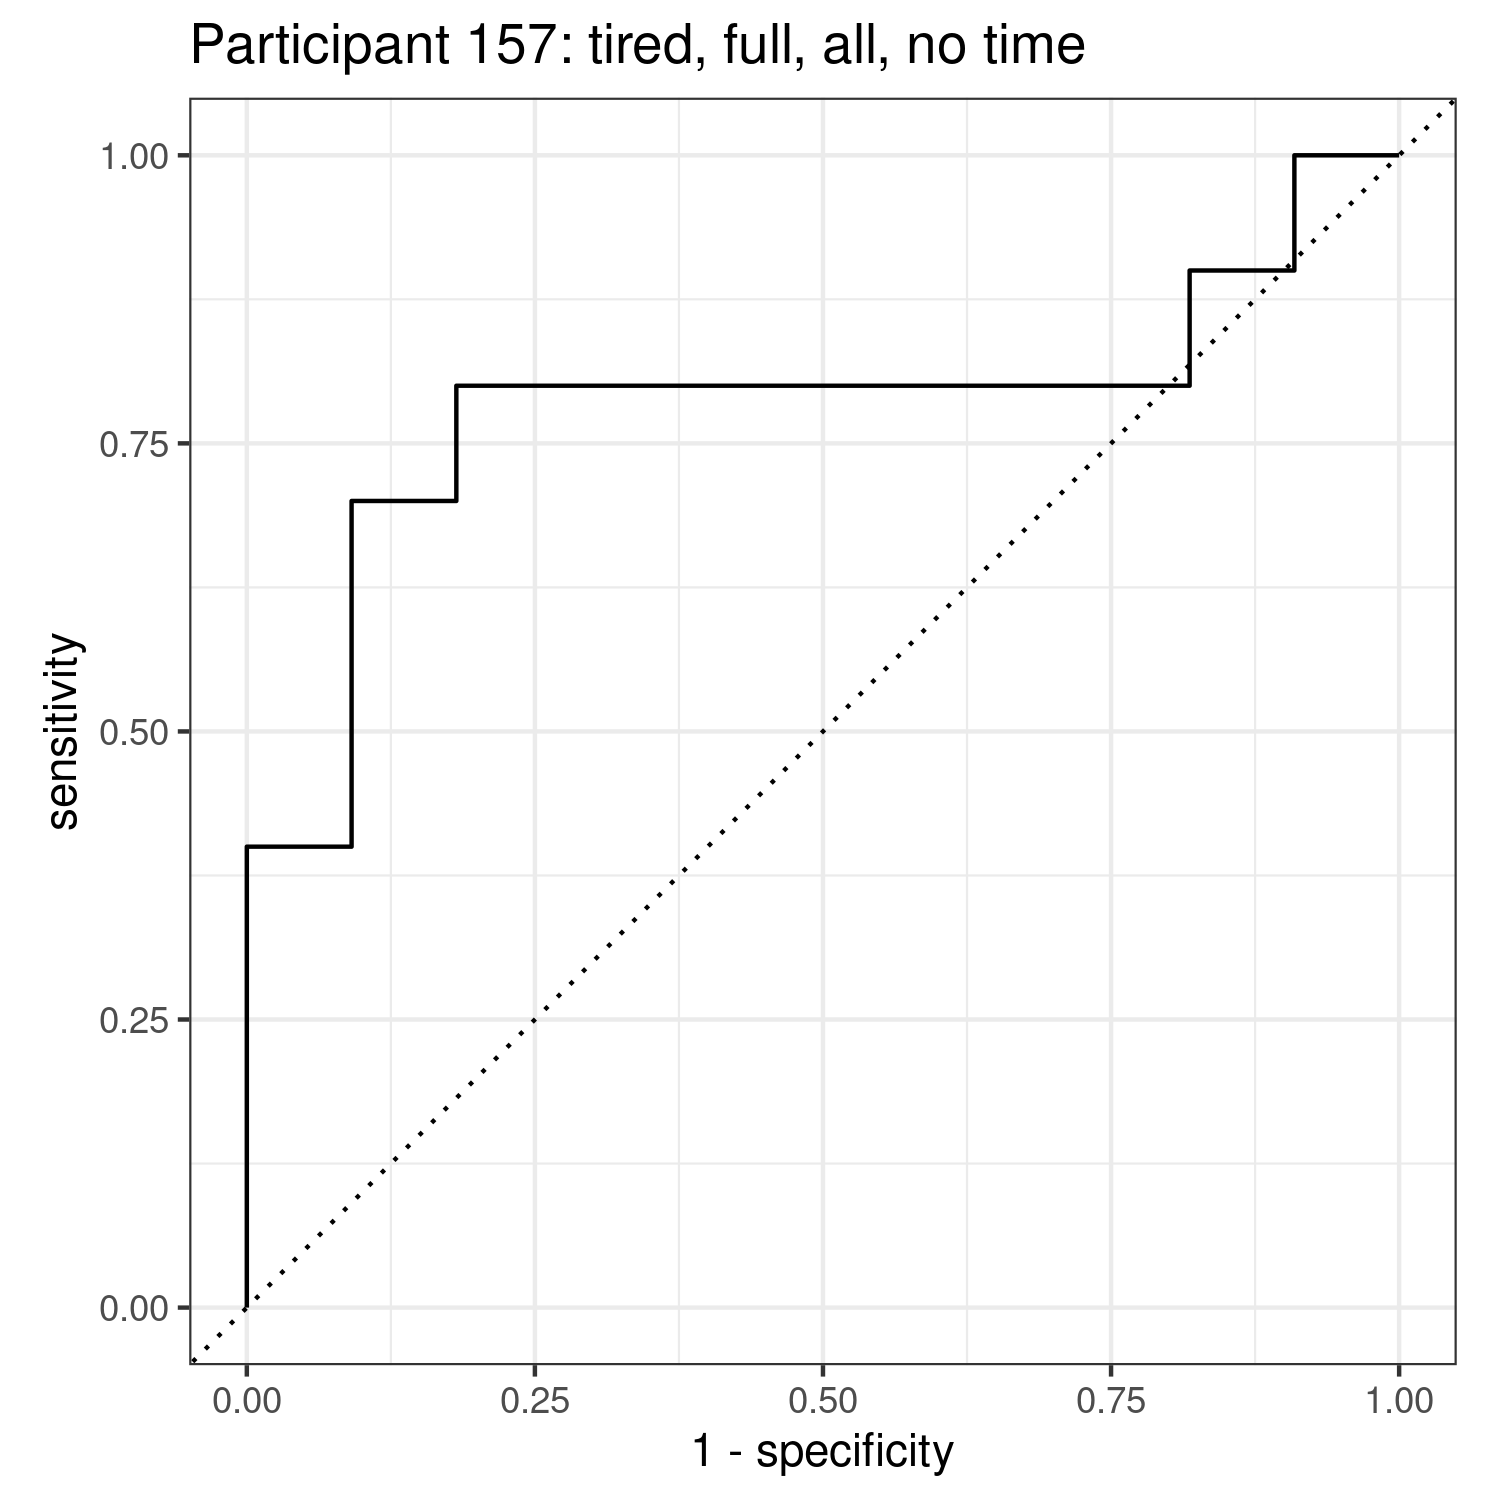 Participant 157: tired, full, all, no time
sensitivity
1.00
0.75
0.50
0.25
0.00
0.00 0.25 0.50 0.75 1.00
1 - specificity